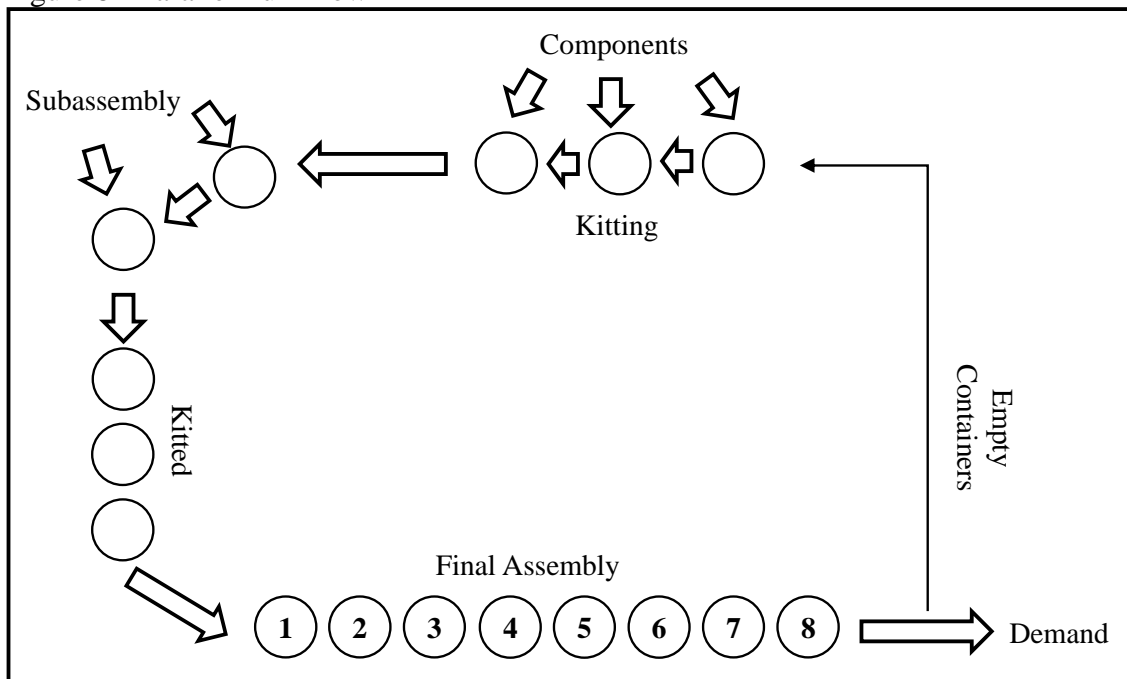 Components
Subassembly
Kitting
Kitted
Empty
Containers
Final Assembly
1 2 3 4 5 6 7 8
Demand